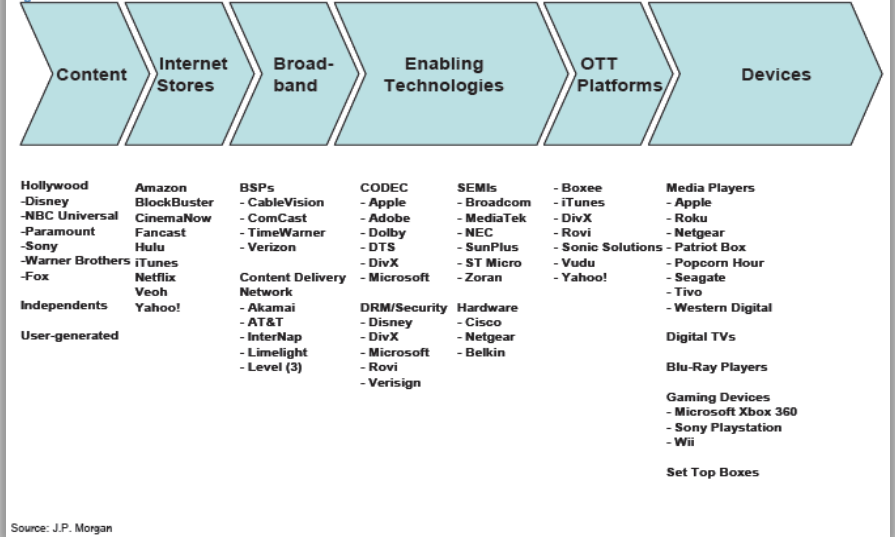 Content
Internet
Stores
Broad-
band
Enabling
Technologies
OTT
Platforms
Devices
Hollywood
-Disney
-NBC Universal
-Paramount
-Sony
-Warner Brothers
-Fox
Independents
User-generated
Amazon
BlockBuster
CinemaNow
Fancast
Hulu
iTunes
Netflix
Veoh
Yahoo!
BSPs
- CableVision
- ComCast
- TimeWarner
- Verizon
Content Delivery
Network
- Akamai
- AT&T
- InterNap
- Limelight
- Level (3)
CODEC
- Apple
- Adobe
- Dolby
- DTS
- DivX
- Microsoft
DRM/Security
- Disney
- DivX
- Microsoft
- Rovi
- Verisign
SEMIs
- Broadcom
- MediaTek
- NEC
- SunPlus
- ST Micro
- Zoran
Hardware
- Cisco
- Netgear
- Belkin
- Boxee
- iTunes
- DivX
- Rovi
- Sonic Solutions
- Vudu
- Yahoo!
Media Players
- Apple
- Roku
- Netgear
- Patriot Box
- Popcorn Hour
- Seagate
- Tivo
- Western Digital
Digital TVs
Blu-Ray Players
Gaming Devices
- Microsoft Xbox 360
- Sony Playstation
- Wii
Set Top Boxes
Source: J.P. Morgan